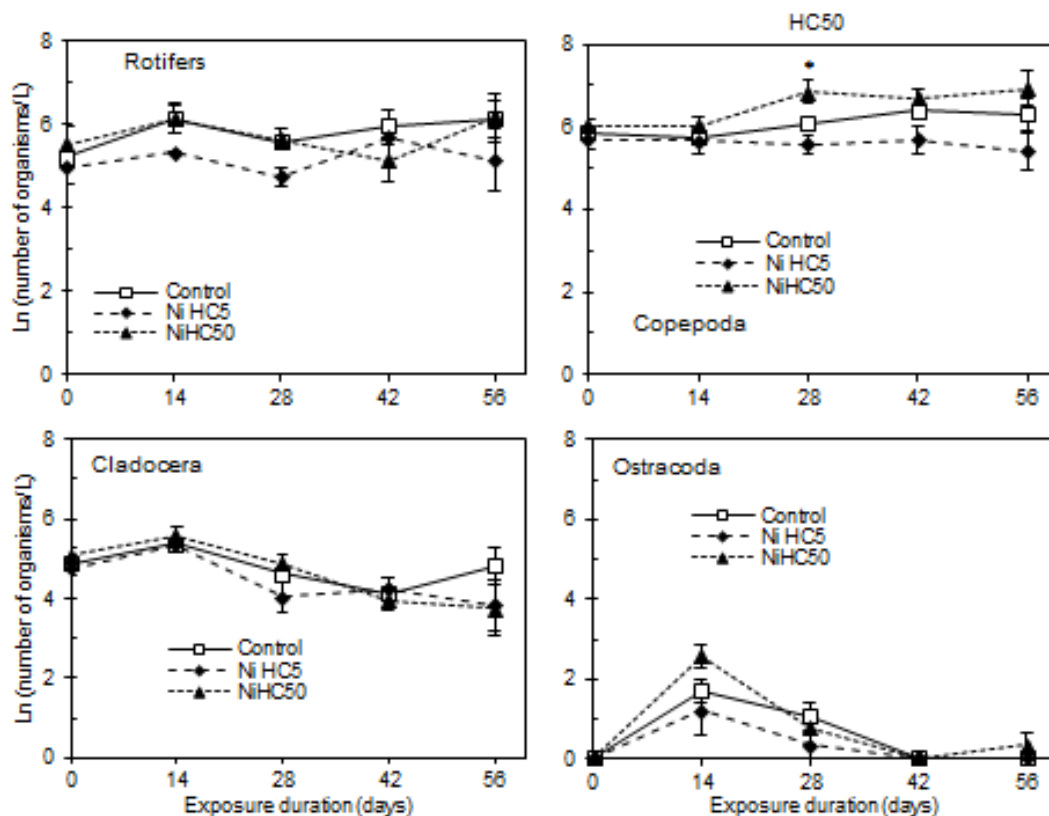 HC50
8
6
4
2
0
Ln (number of organisms/L)
Rotifers
Control
Ni HC5
NiHC50
0 14 28 42 56
8
6
4
2
0
*
Control
Ni HC5
NiHC50
Copepoda
0 14 28 42 56
8
6
4
2
0
Ln (number of organisms/L)
Cladocera
Control
Ni HC5
NiHC50
0 14 28 42 56
Exposure duration (days)
8
6
4
2
0
Ostracoda
Control
Ni HC5
NiHC50
0 14 28 42 56
Exposure duration (days)